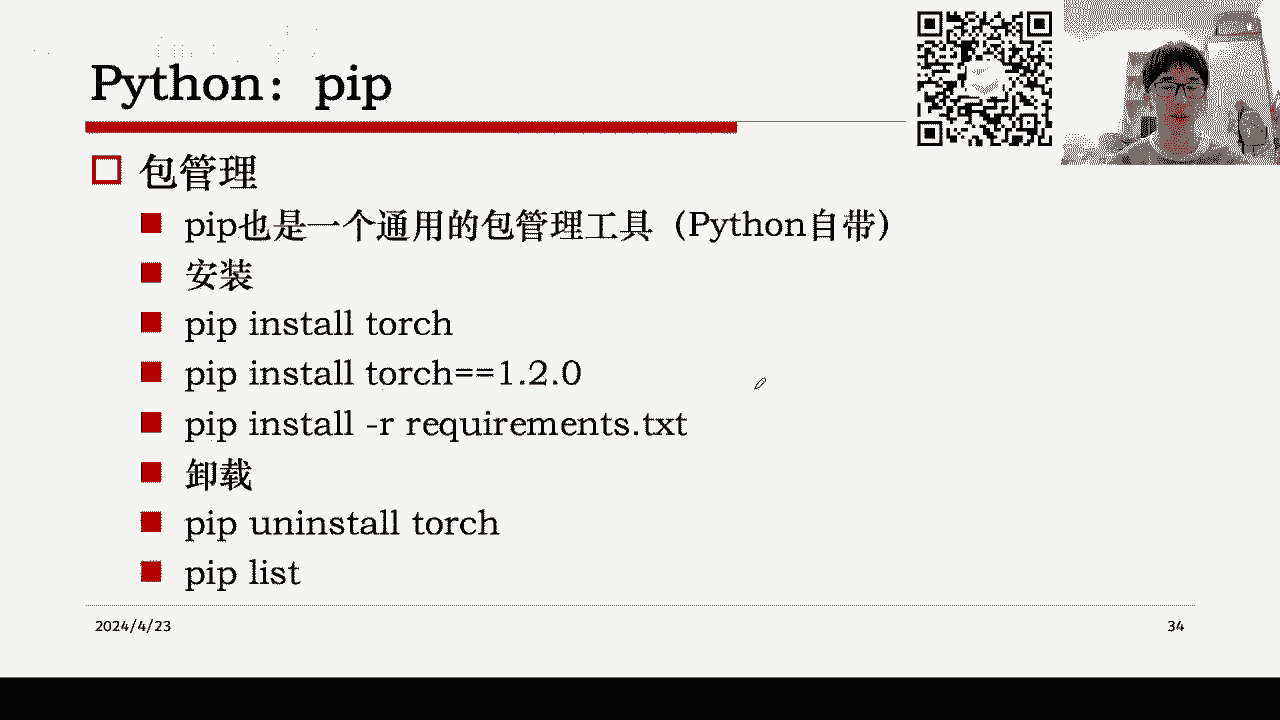 Python：pip
包管理
pip也是一个通用的包管理工具（Python自带）
安装
pip install torch
pip install torch==1.2.0
pip install -r requirements.txt
卸载
pip uninstall torch
pip list
2024/4/23
34